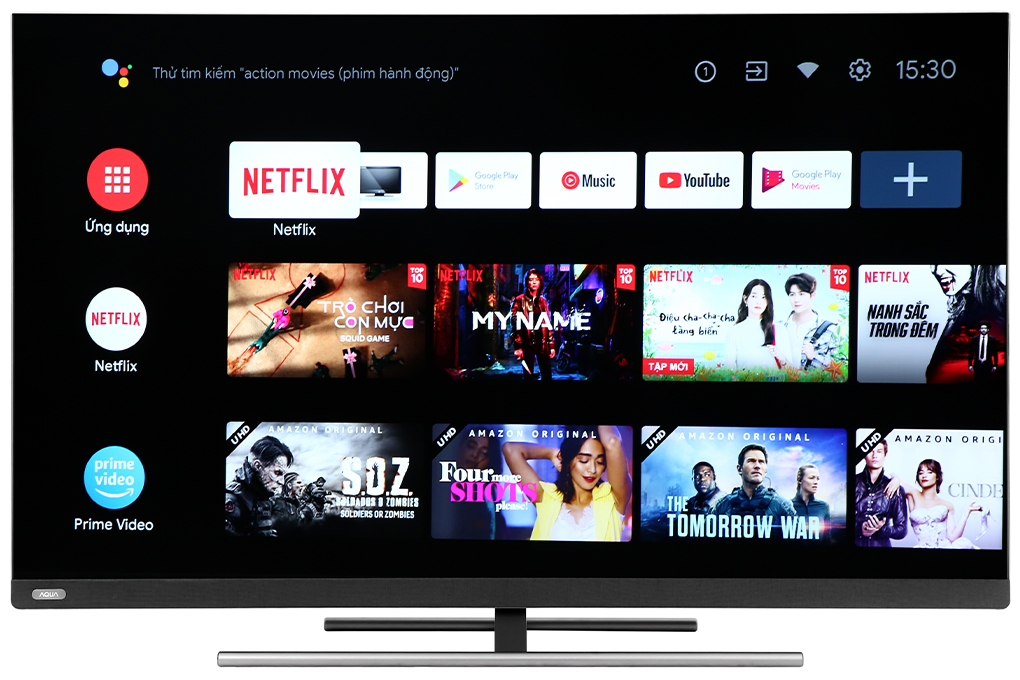 Thử tìm kiếm "action movies (phim hành động)"
1
15:30
Ứng dụng
NETFLIX
Google Play
Store
Music
YouTube
Google Play
Movies
Netflix
NETFLIX
Netflix
NETFLIX
TOP
10
TRÒ CHƠI
CON MỰC
SQUID GAME
NETFLIX
TOP
10
MY NAME
NETFLIX
TOP
10
Điệu cha-cha-cha
làng biển
TẬP MỚI
NETFLIX
NANH SẮC
TRONG ĐÊM
prime
video
Prime Video
UHD
AMAZON ORIGINAL
S.O.Z.
SOLDADOS O ZOMBIES
SOLDIERS OR ZOMBIES
UHD
AMAZON ORIGINAL
Four more
SHOTS
please!
UHD
AMAZON ORIGINAL
THE
TOMORROW WAR
UHD
AMAZON ORIGI
CINDE
AQUA